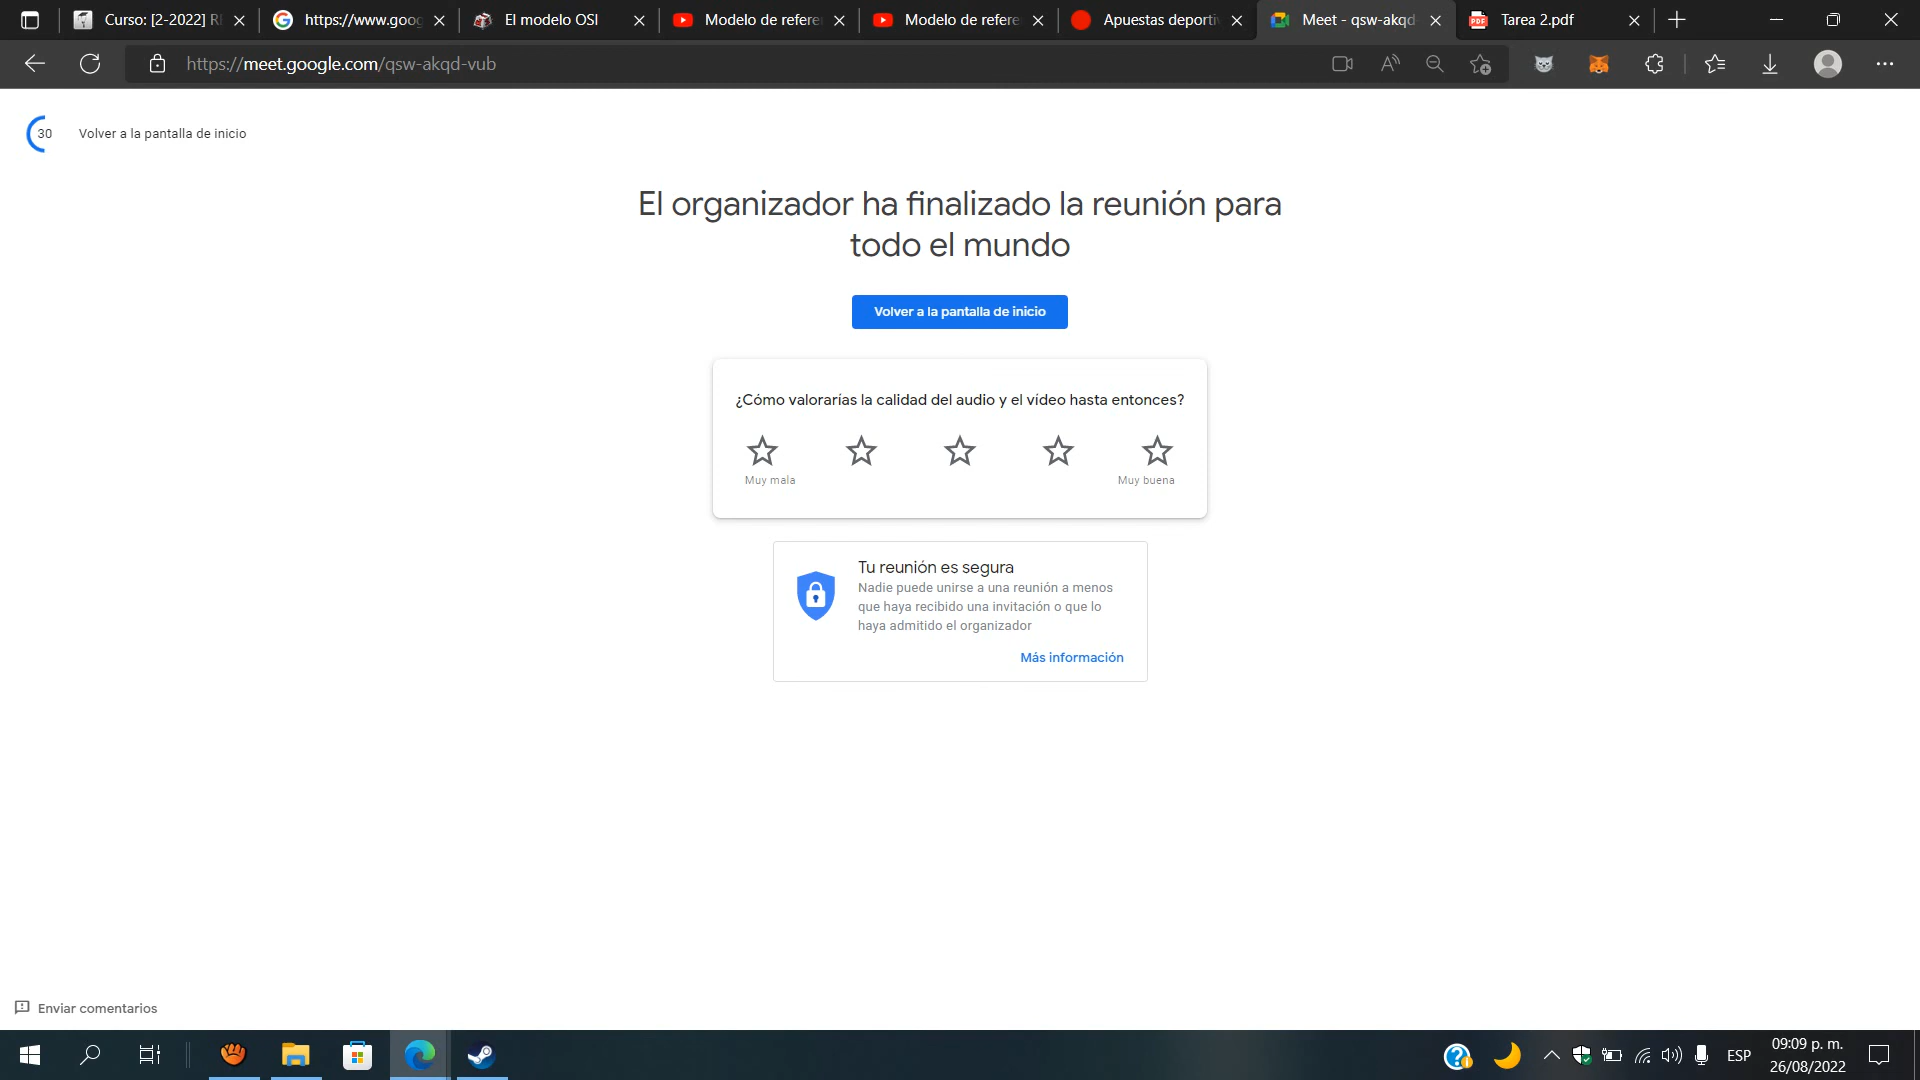 Curso: [2-2022] R
https://www.goog
El modelo OSI
Modelo de refere
Modelo de refere
Apuestas deporti
Meet - qsw-akqd-
Tarea 2.pdf
https://meet.google.com/qsw-akqd-vub
30
Volver a la pantalla de inicio
El organizador ha finalizado la reunión para
todo el mundo
Volver a la pantalla de inicio
¿Cómo valorarías la calidad del audio y el vídeo hasta entonces?
Muy mala
Muy buena
Tu reunión es segura
Nadie puede unirse a una reunión a menos
que haya recibido una invitación o que lo
haya admitido el organizador
Más información
Enviar comentarios
ESP
09:09 p. m.
26/08/2022